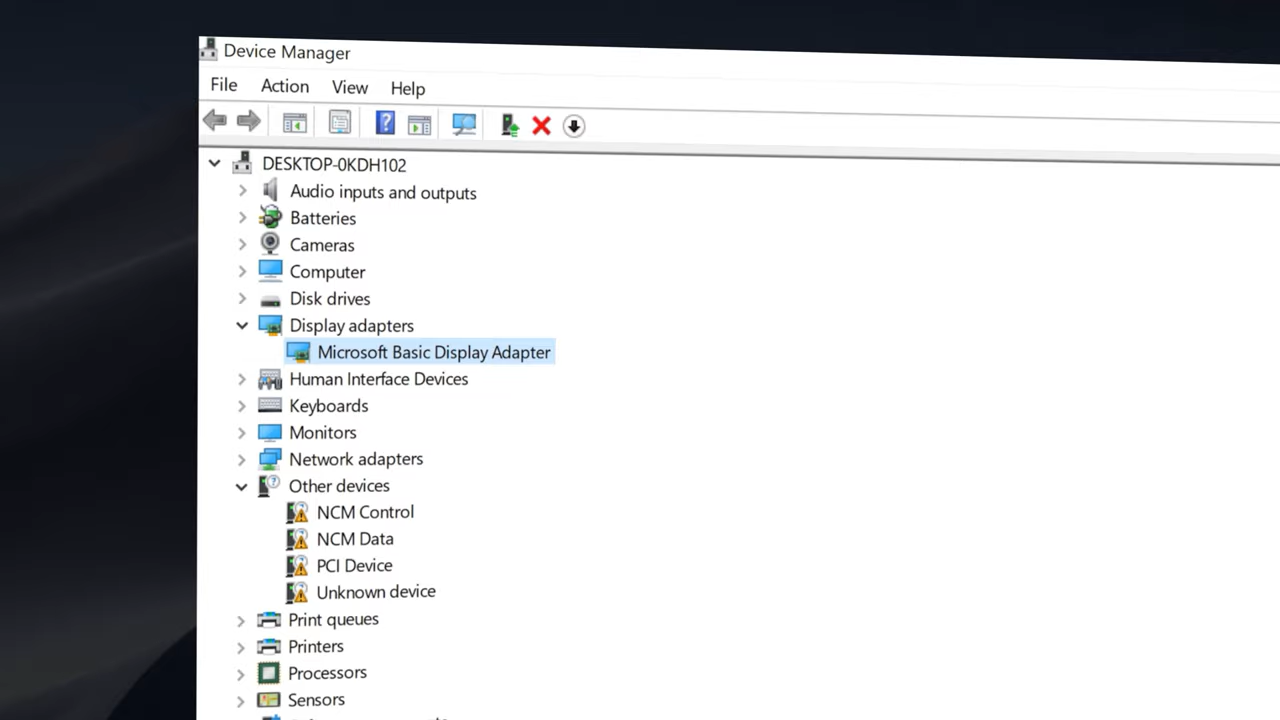 Device Manager
File Action View Help
DESKTOP-0KDH102
Audio inputs and outputs
Batteries
Cameras
Computer
Disk drives
Display adapters
Microsoft Basic Display Adapter
Human Interface Devices
Keyboards
Monitors
Network adapters
Other devices
NCM Control
NCM Data
PCI Device
Unknown device
Print queues
Printers
Processors
Sensors